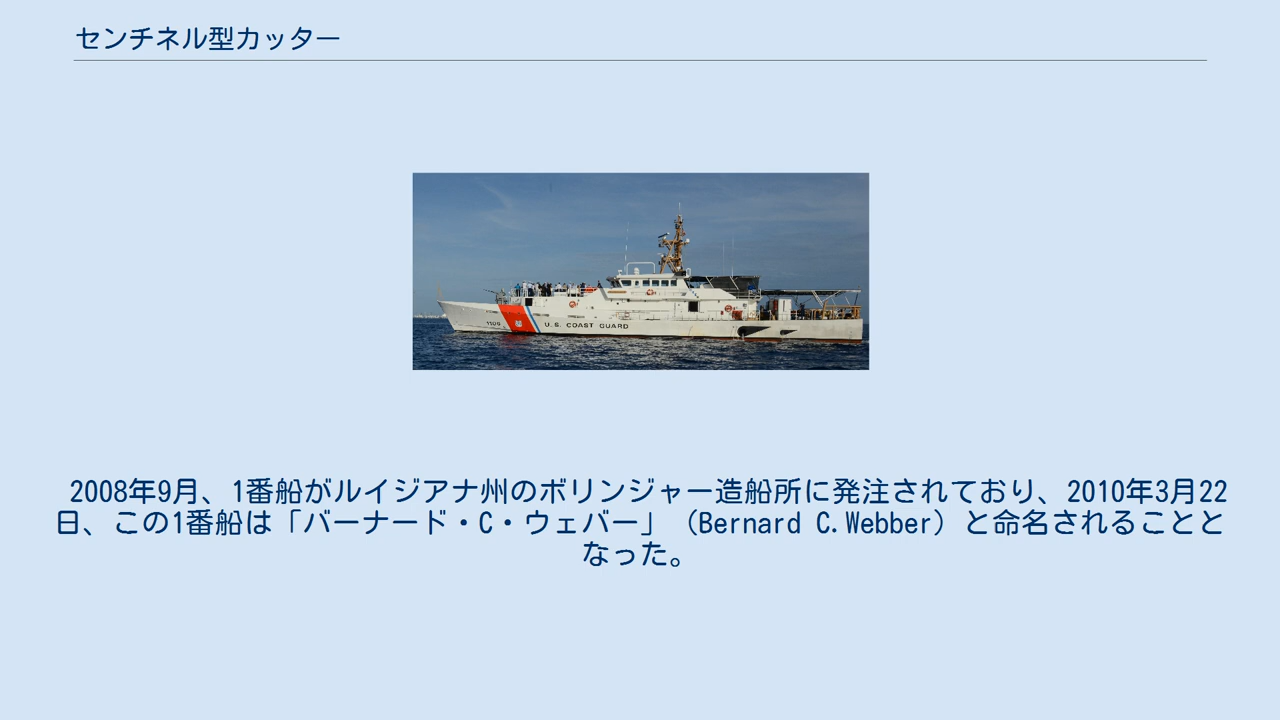 センチネル型カッター
U.S. COAST GUARD
2008年9月、1番船がルイジアナ州のボリンジャー造船所に発注されており、2010年3月22
日、この1番船は「バーナード・C・ウェバー」（Bernard C.Webber）と命名されることと
なった。